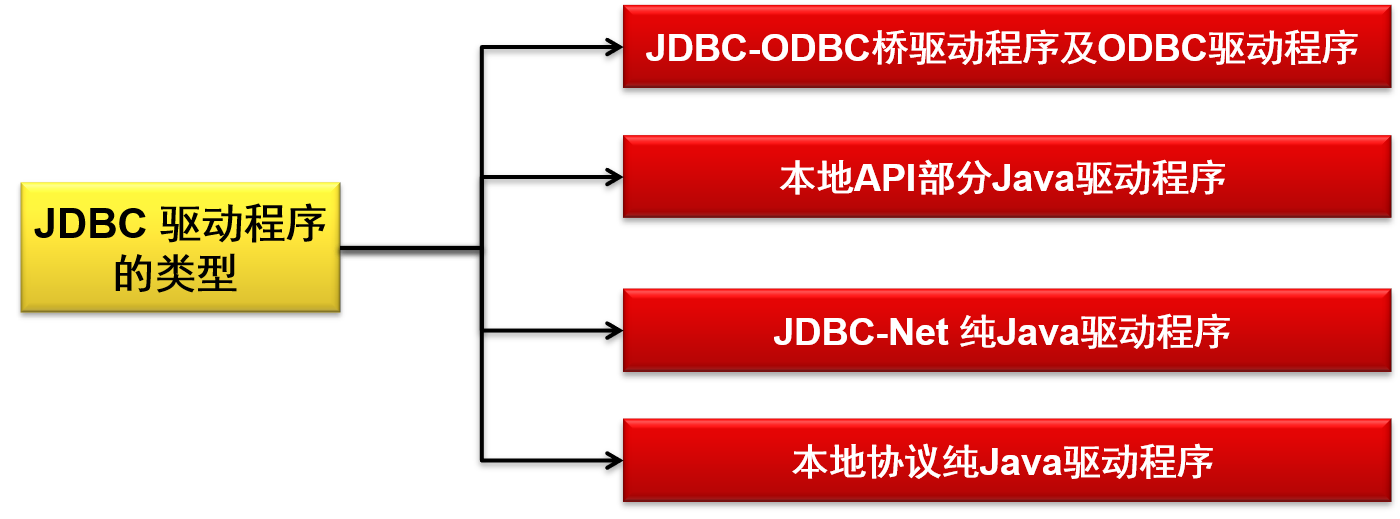 JDBC-ODBC桥驱动程序及ODBC驱动程序
本地API部分Java驱动程序
JDBC 驱动程序
的类型
JDBC-Net 纯Java驱动程序
本地协议纯Java驱动程序